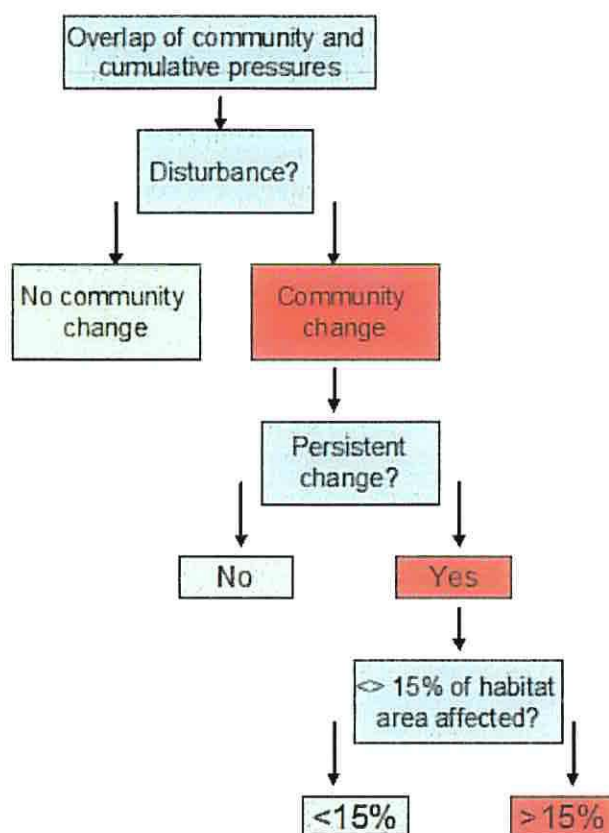 Overlap of community and
cumulative pressures
Disturbance?
No community
change
Community
change
Persistent
change?
No
Yes
<> 15% of habitat
area affected?
<15%
>15%